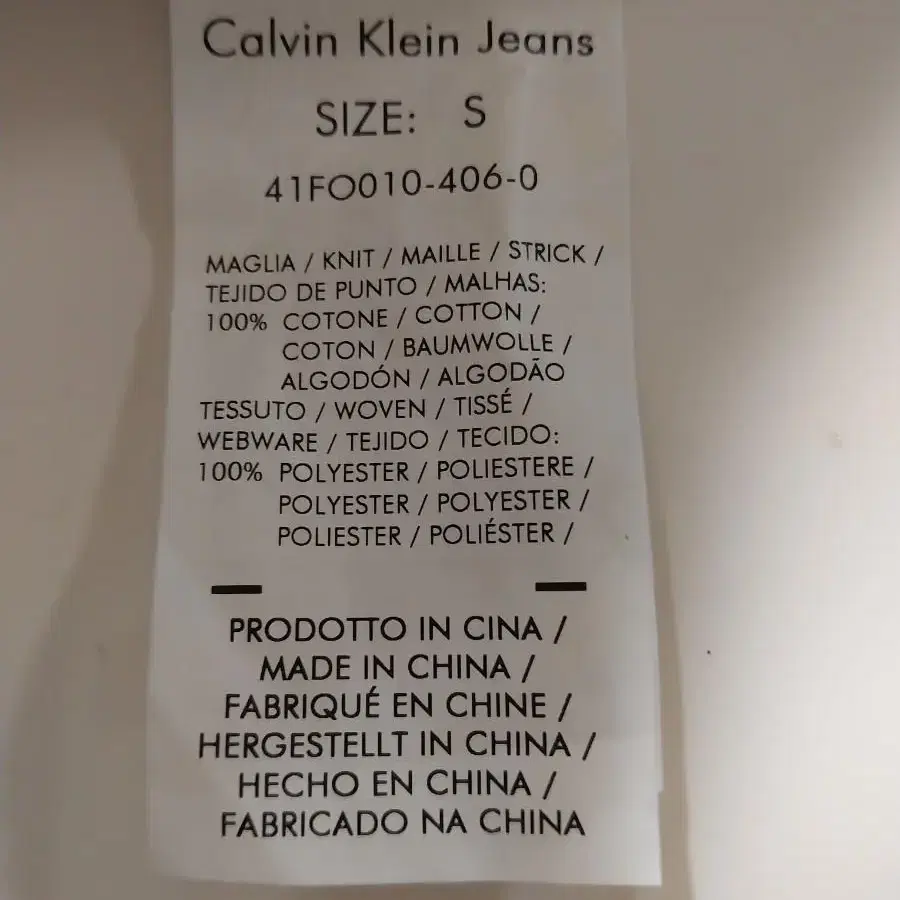 Calvin Klein Jeans
SIZE: S
41FO010-406-0
MAGLIA / KNIT / MAILLE / STRICK /
TEJIDO DE PUNTO / MALHAS:
100% COTONE / COTTON /
COTON / BAUMWOLLE /
ALGODÓN / ALGODÃO
TESSUTO / WOVEN / TISSÉ /
WEBWARE / TEJIDO / TECIDO:
100% POLYESTER / POLIESTERE /
POLYESTER / POLYESTER /
POLIESTER / POLIÉSTER /
PRODOTTO IN CINA /
MADE IN CHINA /
FABRIQUÉ EN CHINE /
HERGESTELLT IN CHINA /
HECHO EN CHINA /
FABRICADO NA CHINA